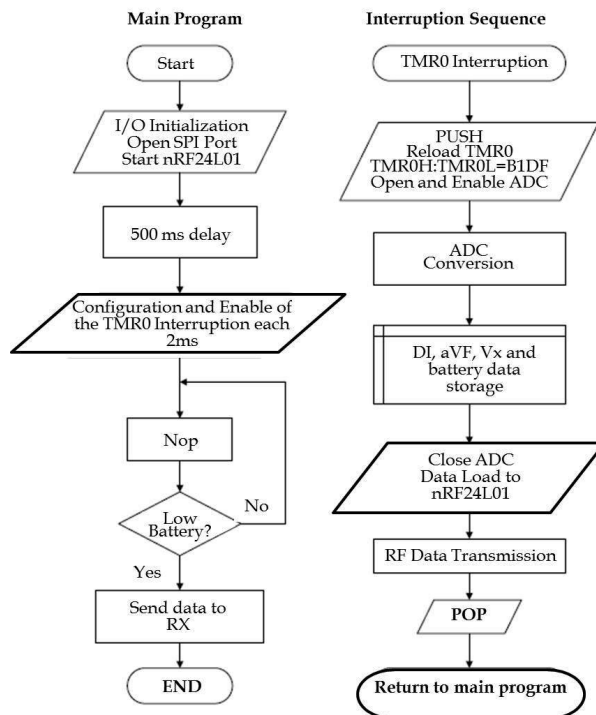 Main Program
Start
I/O Initialization
Open SPI Port
Start nRF24L01
500 ms delay
Configuration and Enable of
the TMR0 Interruption each
2ms
Nop
Low
Battery?
No
Yes
Send data to
RX
END
Interruption Sequence
TMR0 Interruption
PUSH
Reload TMR0
TMR0H:TMR0L=B1DF
Open and Enable ADC
ADC
Conversion
DI, aVF, Vx and
battery data
storage
Close ADC
Data Load to
nRF24L01
RF Data Transmission
POP
Return to main program